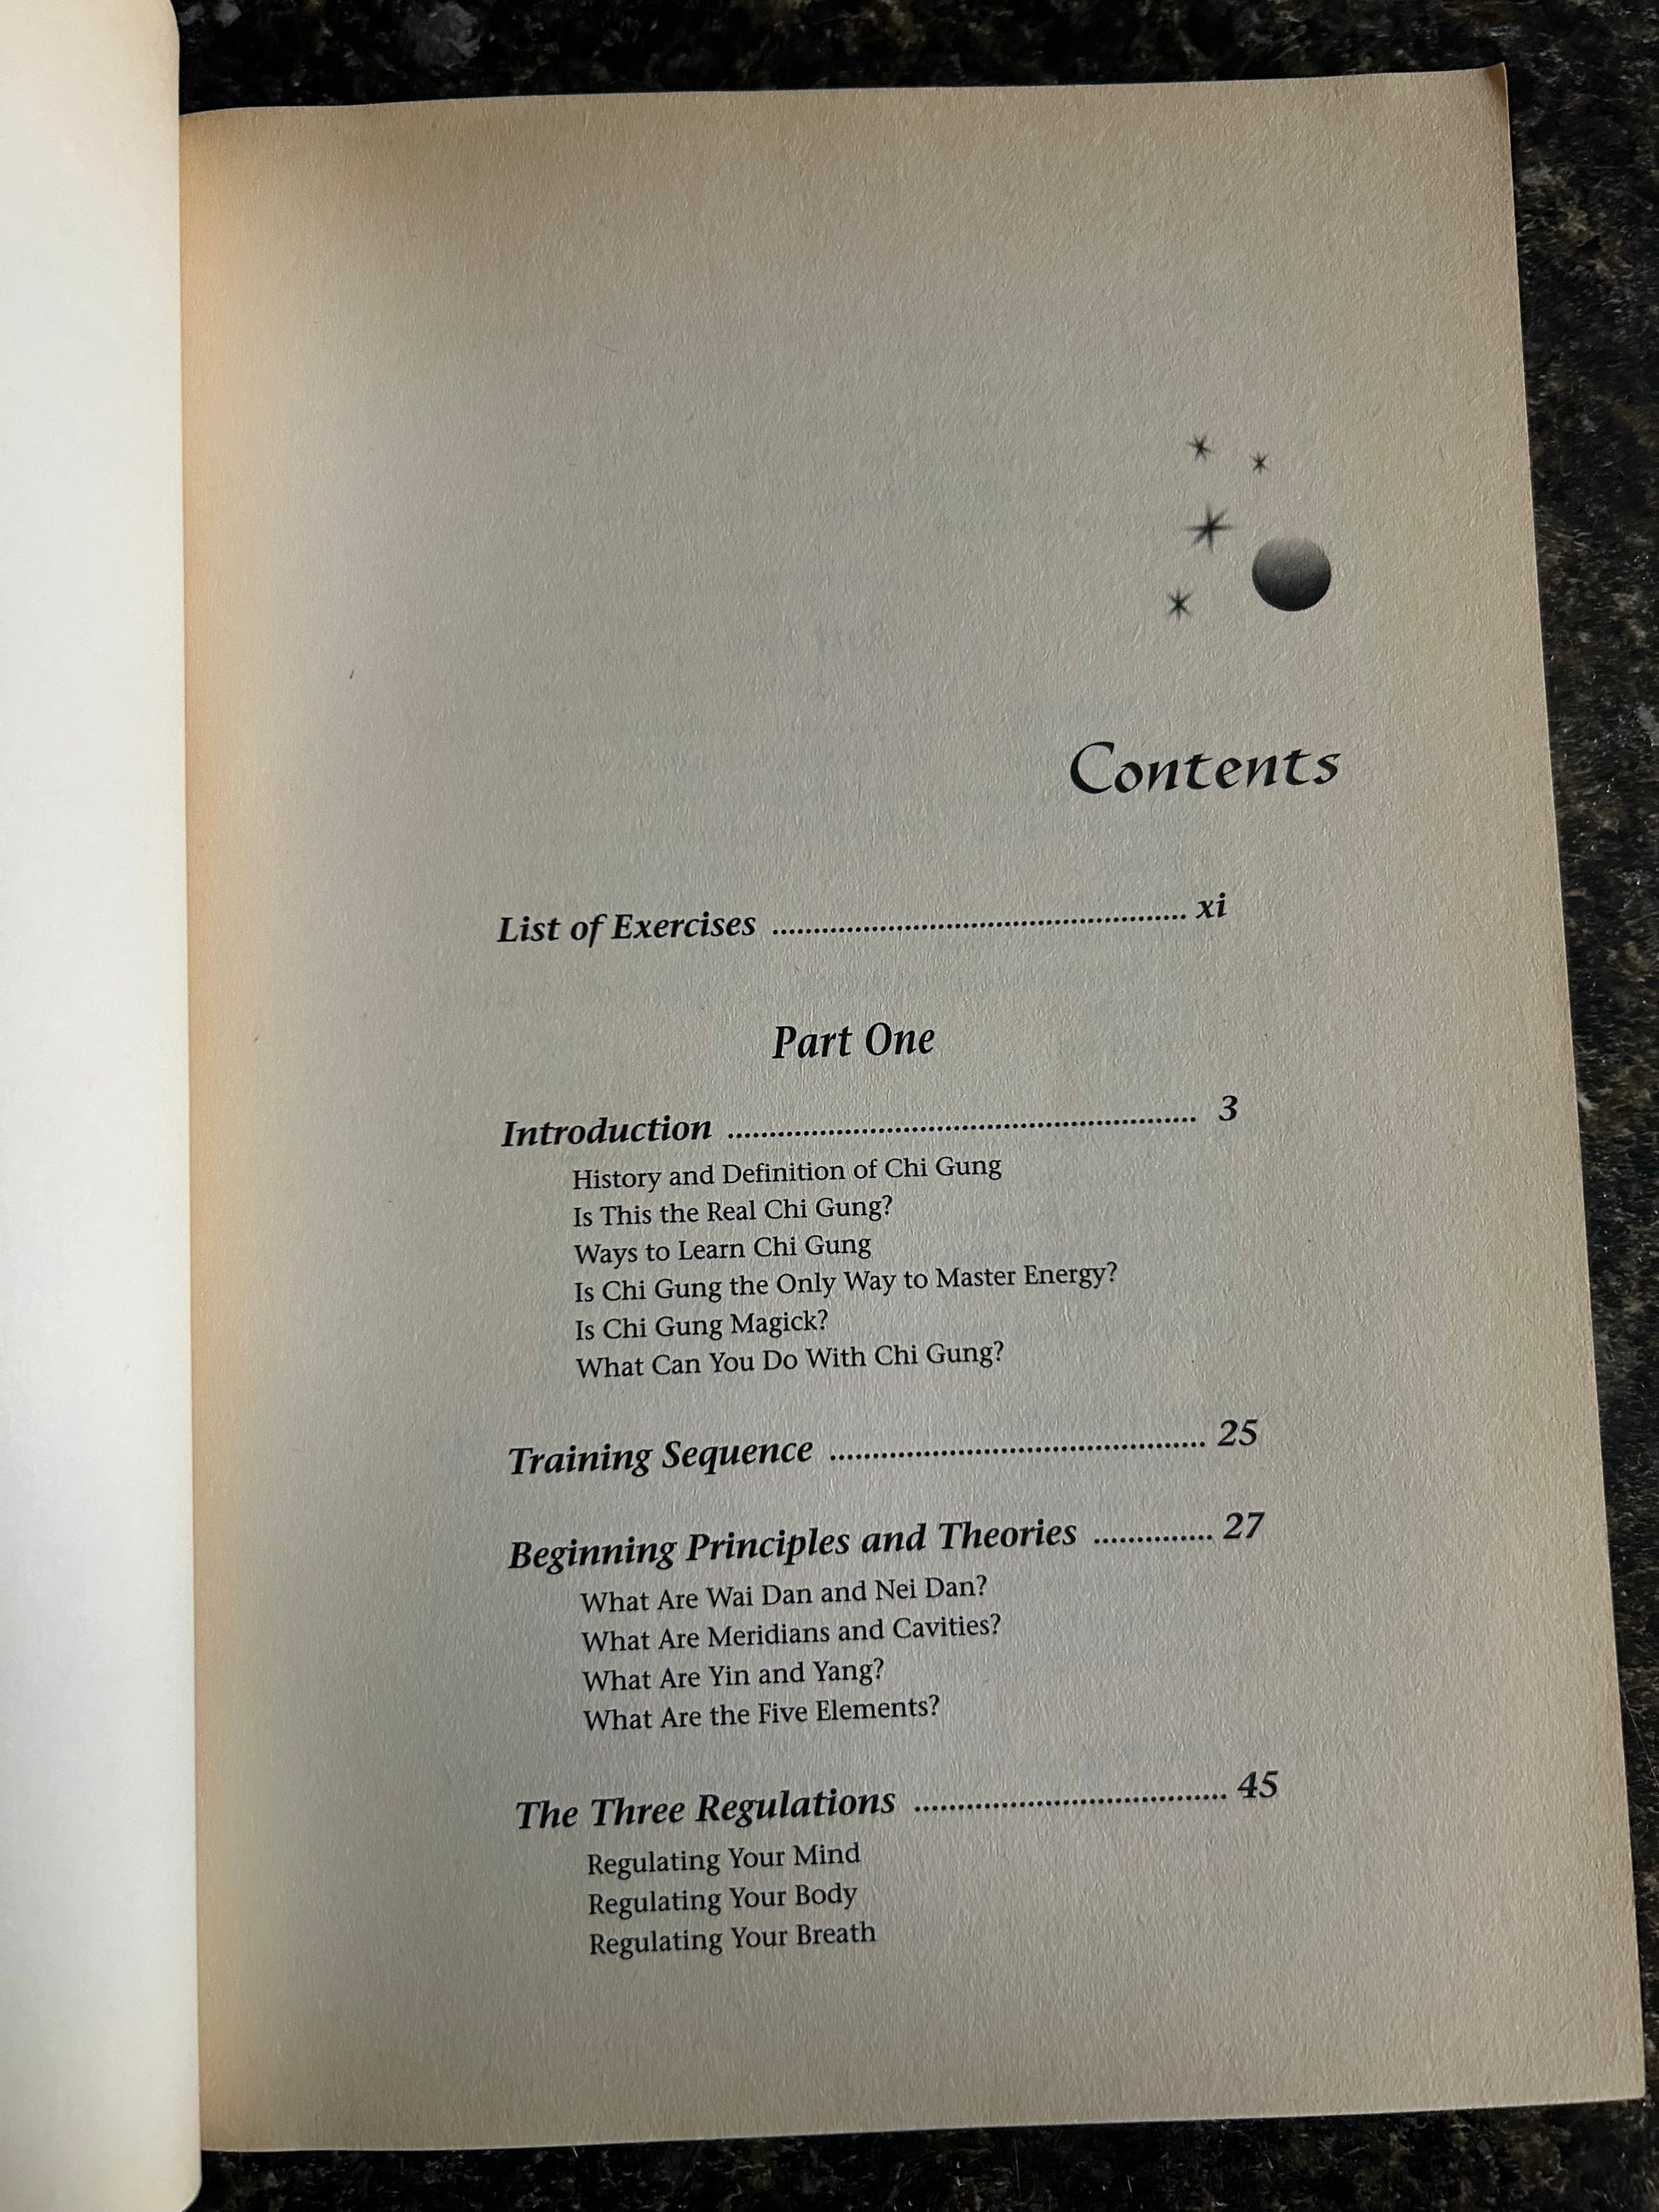 Contents
List of Exercises ........................................................ xi
Part One
Introduction ............................................................... 3
History and Definition of Chi Gung
Is This the Real Chi Gung?
Ways to Learn Chi Gung
Is Chi Gung the Only Way to Master Energy?
Is Chi Gung Magick?
What Can You Do With Chi Gung?
Training Sequence .................................................. 25
Beginning Principles and Theories ............... 27
What Are Wai Dan and Nei Dan?
What Are Meridians and Cavities?
What Are Yin and Yang?
What Are the Five Elements?
The Three Regulations ......................................... 45
Regulating Your Mind
Regulating Your Body
Regulating Your Breath